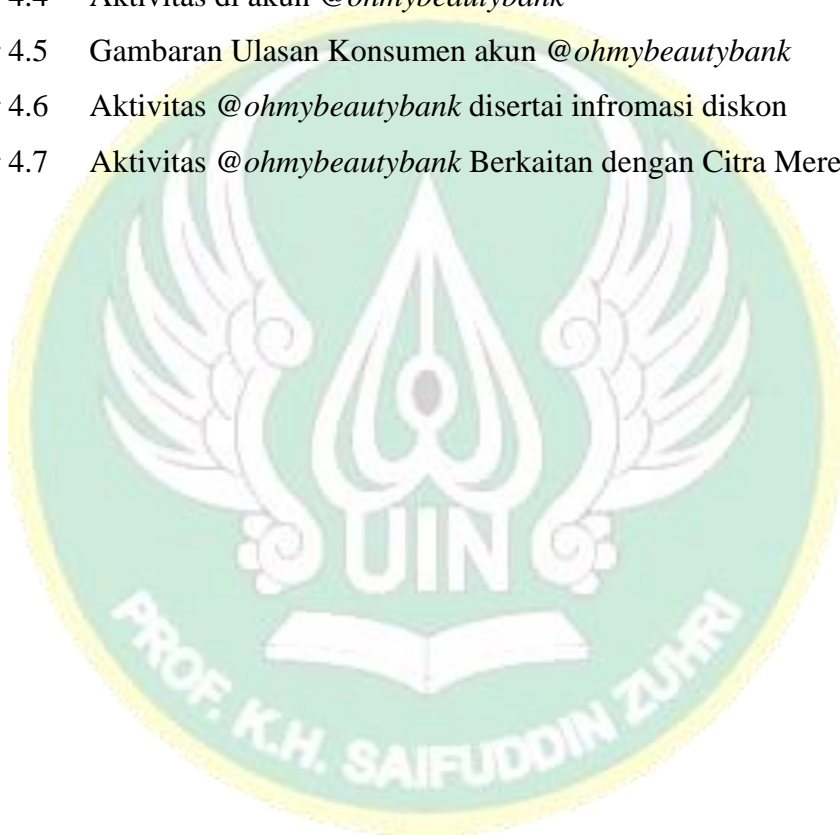 4.4 Aktivitas di akun @ohmybeautybank
4.5 Gambaran Ulasan Konsumen akun @ohmybeautybank
4.6 Aktivitas @ohmybeautybank disertai infromasi diskon
4.7 Aktivitas @ohmybeautybank Berkaitan dengan Citra Mere
UIN
PROF. K.H. SAIFUDDIN ZUHRI